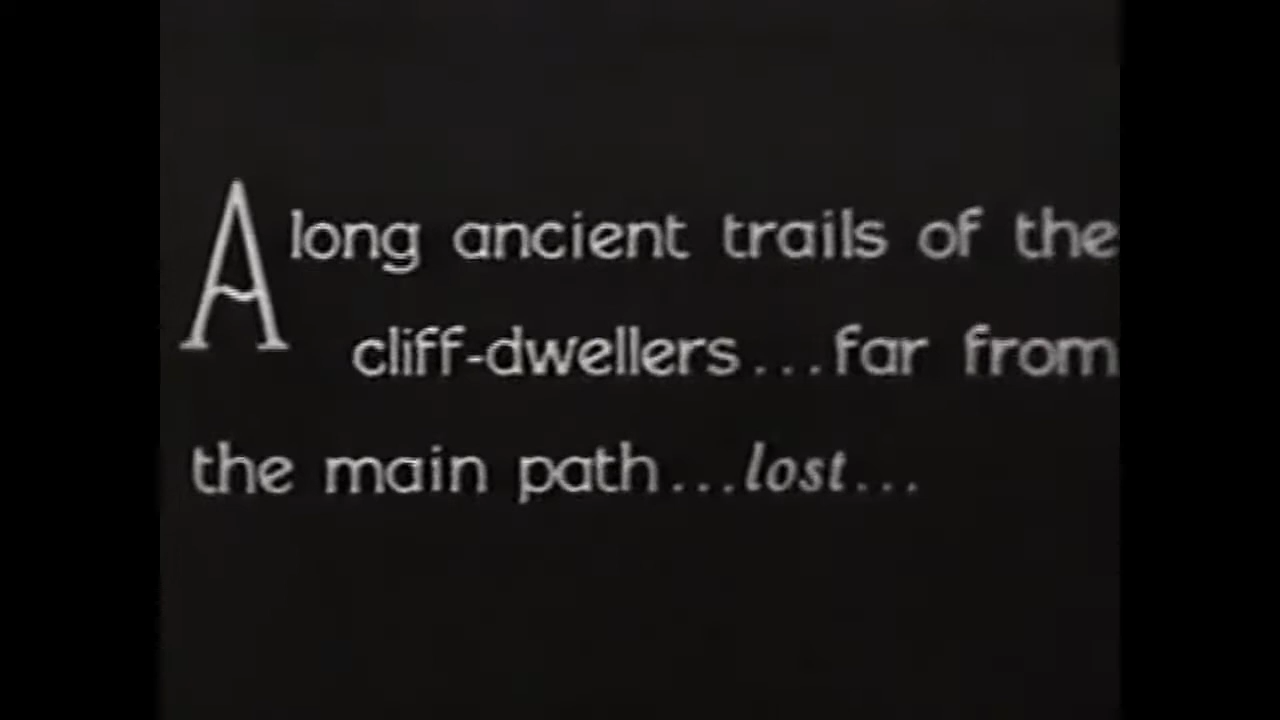 Along ancient trails of the
cliff-dwellers...far from
the main path...lost...